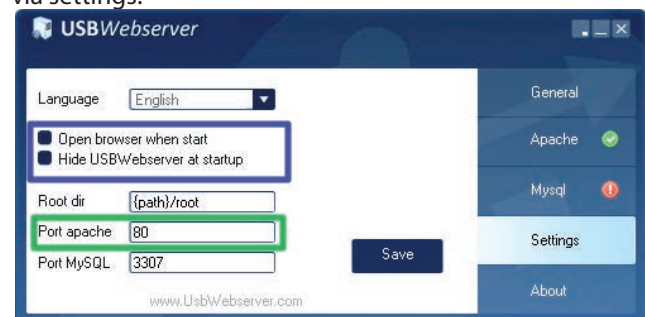 via settings:
USBWebserver
Language English
Open browser when start
Hide USBWebserver at startup
Root dir {path}/root
Port apache 80
Port MySQL 3307
Save
www.UsbWebserver.com
General
Apache
Mysql
Settings
About